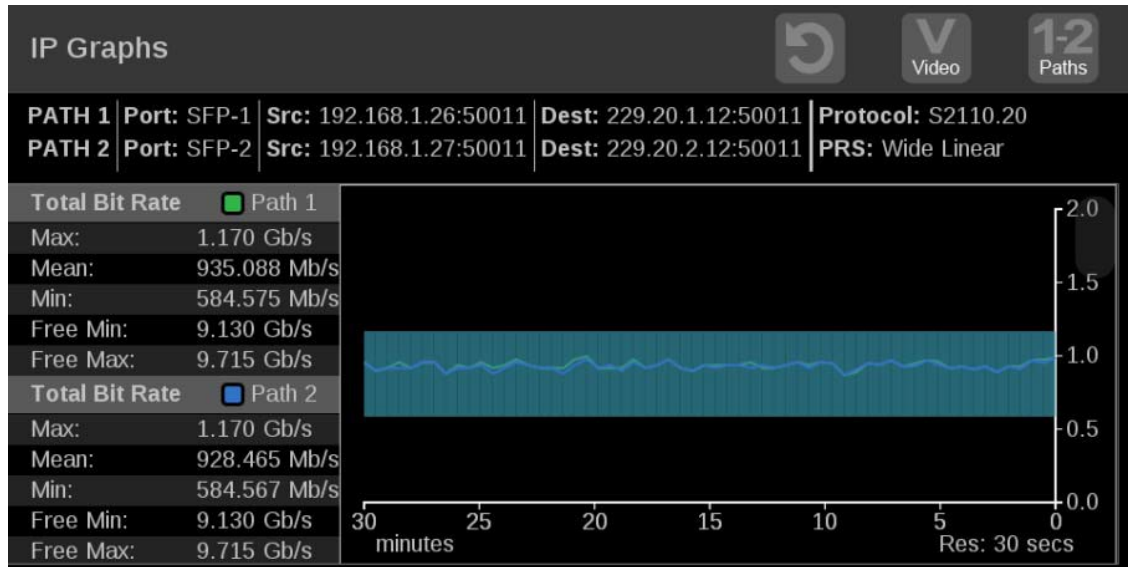 IP Graphs
V
Video
1-2
Paths
PATH 1 Port: SFP-1 Src: 192.168.1.26:50011 Dest: 229.20.1.12:50011 Protocol: S2110.20
PATH 2 Port: SFP-2 Src: 192.168.1.27:50011 Dest: 229.20.2.12:50011 PRS: Wide Linear
Total Bit Rate Path 1
Max: 1.170 Gb/s
Mean: 935.088 Mb/s
Min: 584.575 Mb/s
Free Min: 9.130 Gb/s
Free Max: 9.715 Gb/s
Total Bit Rate Path 2
Max: 1.170 Gb/s
Mean: 928.465 Mb/s
Min: 584.567 Mb/s
Free Min: 9.130 Gb/s
Free Max: 9.715 Gb/s
2.0
1.5
1.0
0.5
0.0
30 25 20 15 10 5 0
minutes Res: 30 secs